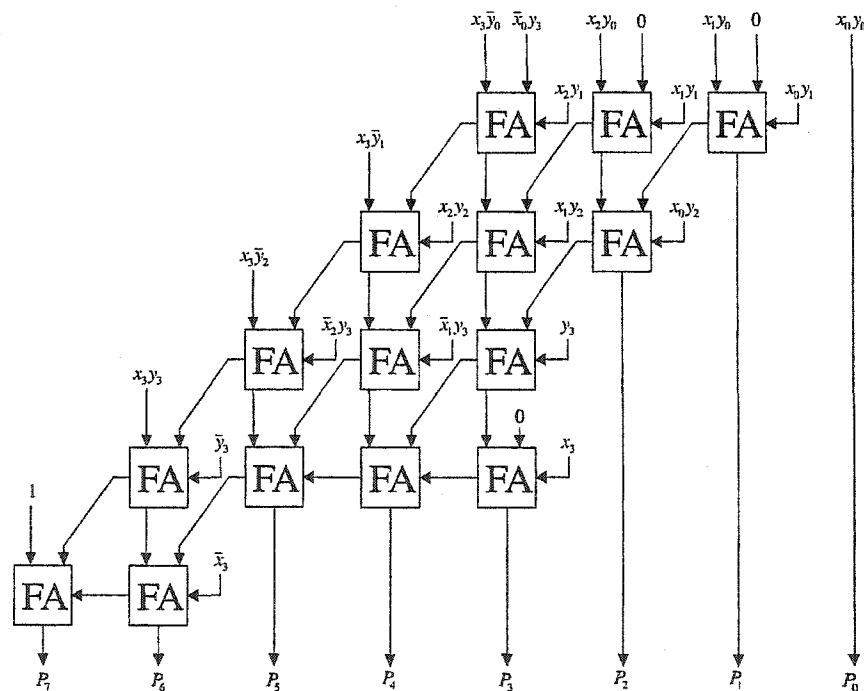 x₃ȳ₀ x̄₀y₃ x₂y₀ 0 x₁y₀ 0 x₀y₀
FA x₂y₁ FA x₁y₁ FA x₀y₁
x₃ȳ₁
FA x₂y₂ FA x₁y₂ FA x₀y₂
x₃ȳ₂
FA x̄₂y₃ FA x̄₁y₃ FA y₃
x₃y₃
0
FA ȳ₃ FA FA FA x₃
1
FA FA x̄₃
P₇ P₆ P₅ P₄ P₃ P₂ P₁ P₀